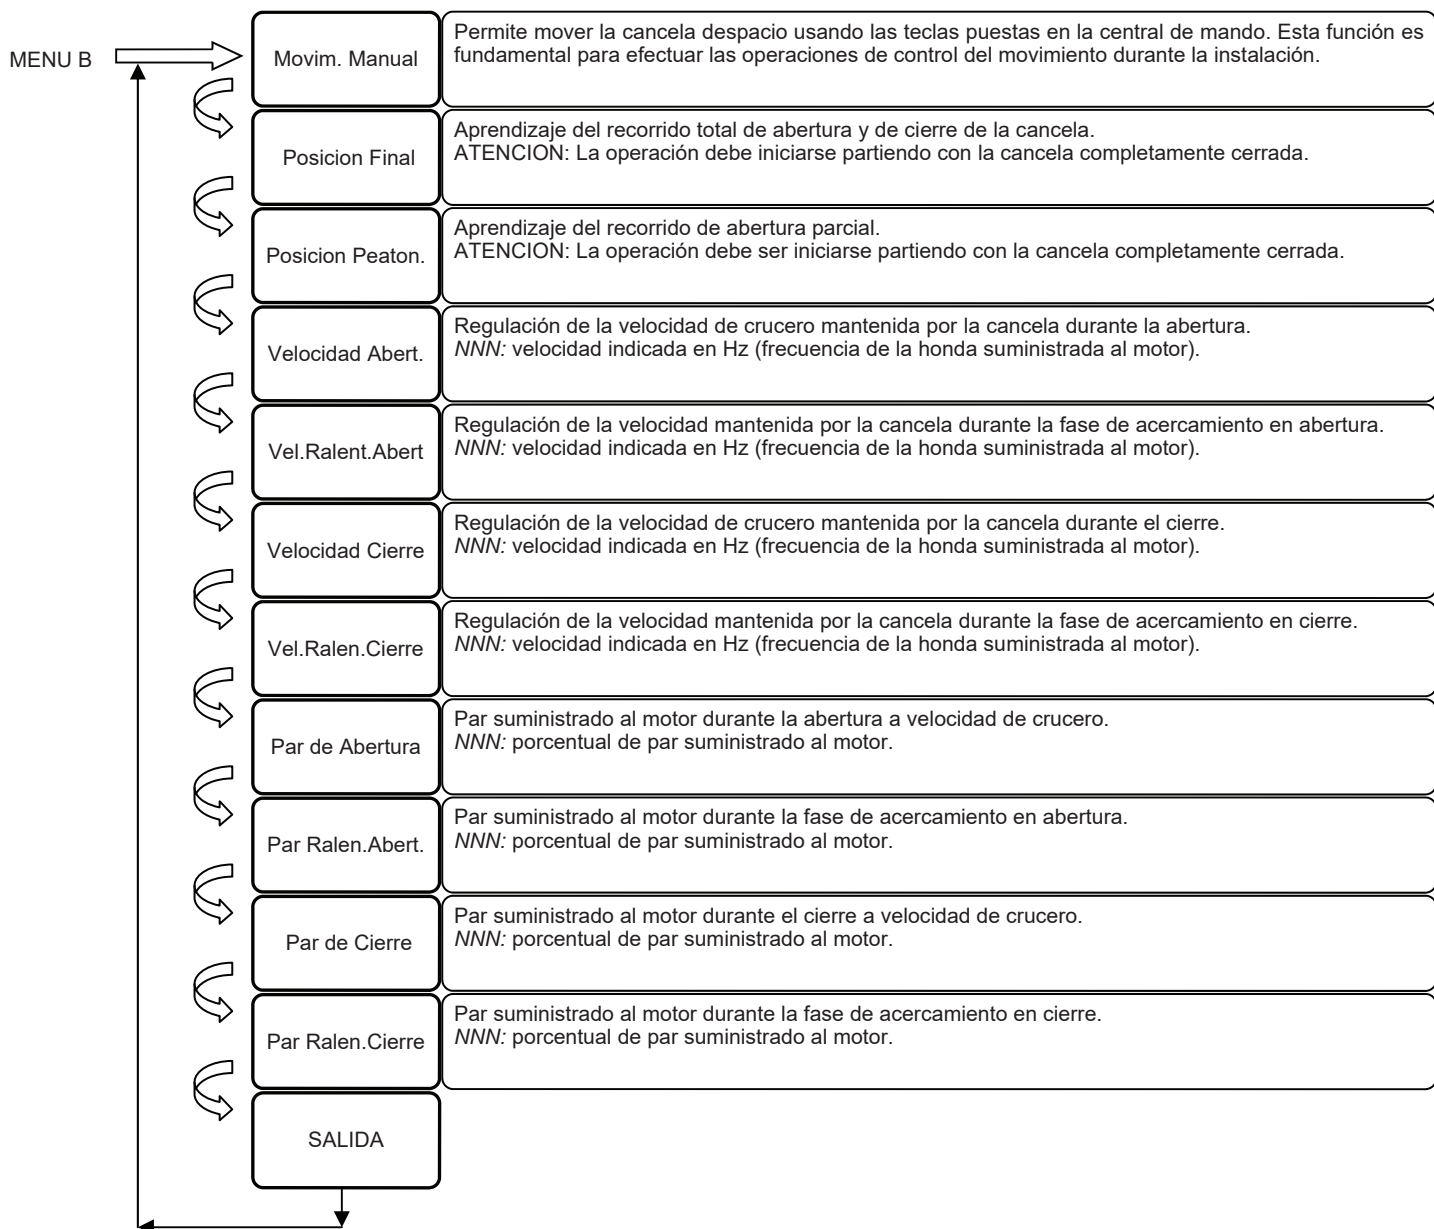 MENU B
Movim. Manual
Permite mover la cancela despacio usando las teclas puestas en la central de mando. Esta función es
fundamental para efectuar las operaciones de control del movimiento durante la instalación.
Posicion Final
Aprendizaje del recorrido total de abertura y de cierre de la cancela.
ATENCION: La operación debe iniciarse partiendo con la cancela completamente cerrada.
Posicion Peaton.
Aprendizaje del recorrido de abertura parcial.
ATENCION: La operación debe ser iniciarse partiendo con la cancela completamente cerrada.
Velocidad Abert.
Regulación de la velocidad de crucero mantenida por la cancela durante la abertura.
NNN: velocidad indicada en Hz (frecuencia de la honda suministrada al motor).
Vel.Ralent.Abert
Regulación de la velocidad mantenida por la cancela durante la fase de acercamiento en abertura.
NNN: velocidad indicada en Hz (frecuencia de la honda suministrada al motor).
Velocidad Cierre
Regulación de la velocidad de crucero mantenida por la cancela durante el cierre.
NNN: velocidad indicada en Hz (frecuencia de la honda suministrada al motor).
Vel.Ralen.Cierre
Regulación de la velocidad mantenida por la cancela durante la fase de acercamiento en cierre.
NNN: velocidad indicada en Hz (frecuencia de la honda suministrada al motor).
Par de Abertura
Par suministrado al motor durante la abertura a velocidad de crucero.
NNN: porcentual de par suministrado al motor.
Par Ralen.Abert.
Par suministrado al motor durante la fase de acercamiento en abertura.
NNN: porcentual de par suministrado al motor.
Par de Cierre
Par suministrado al motor durante el cierre a velocidad de crucero.
NNN: porcentual de par suministrado al motor.
Par Ralen.Cierre
Par suministrado al motor durante la fase de acercamiento en cierre.
NNN: porcentual de par suministrado al motor.
SALIDA